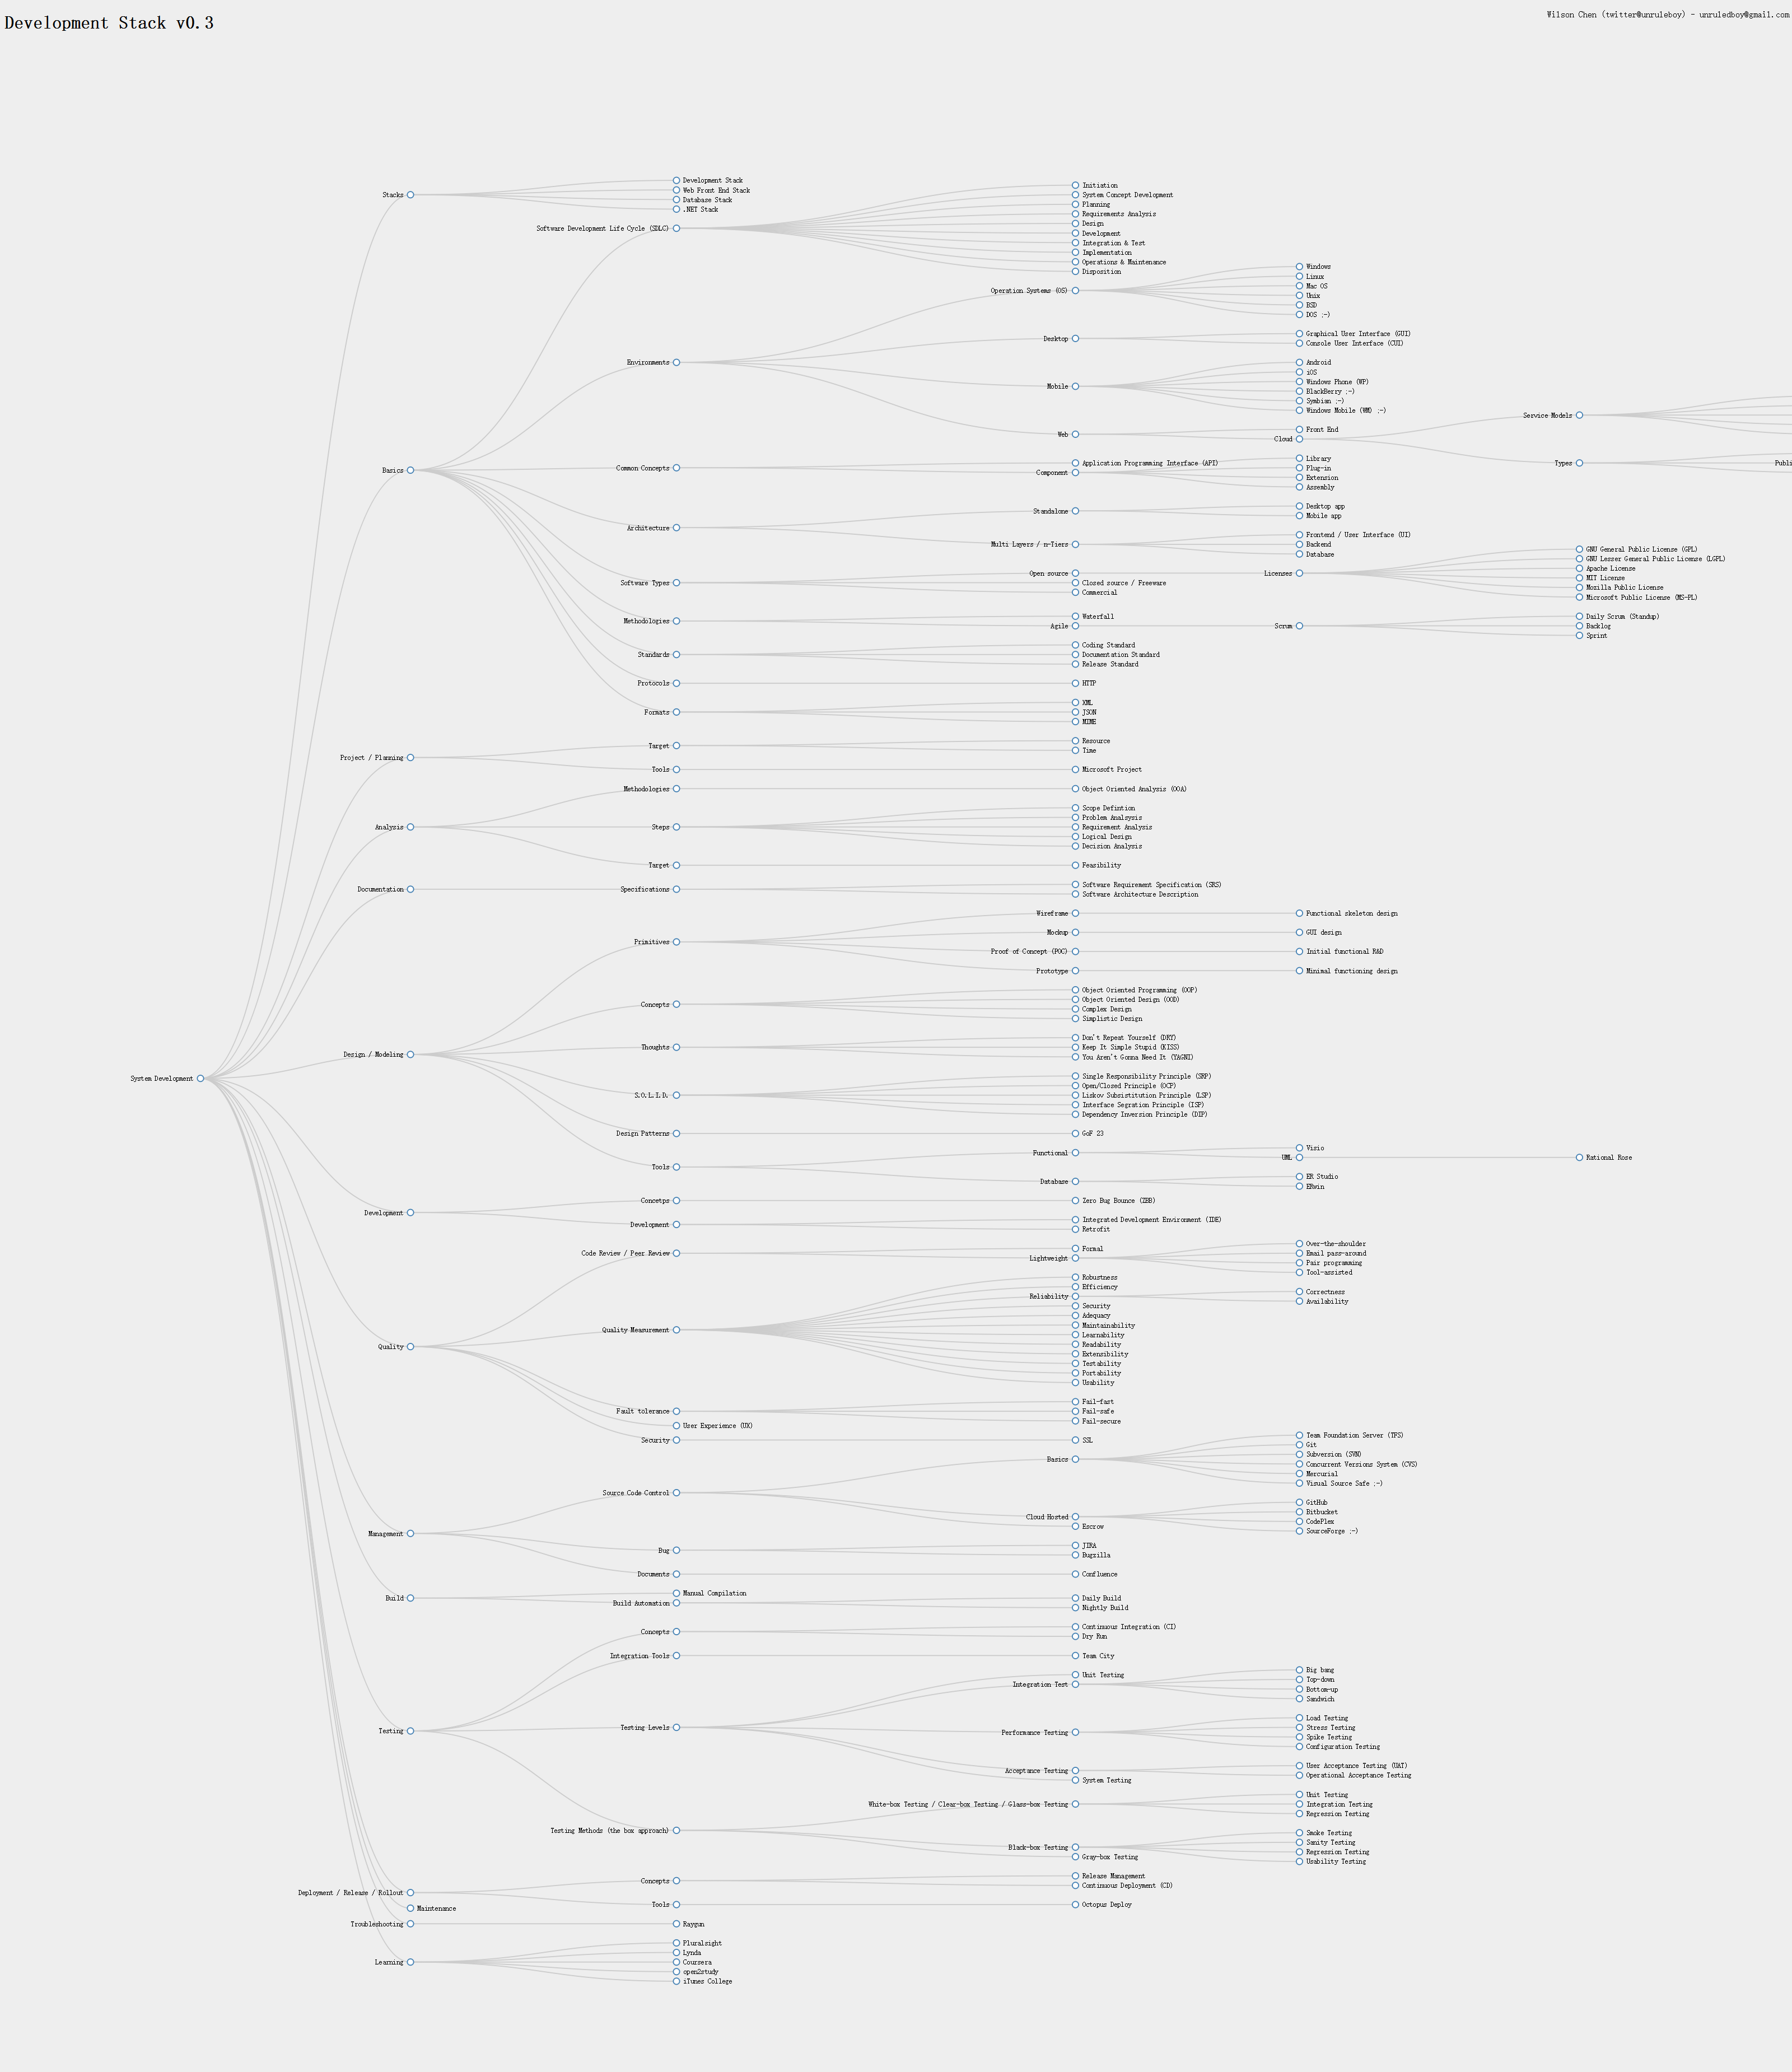 Development Stack v0.3
Wilson Chen (twitter@unruleboy) - unruledboy@gmail.com
System Development
Stacks
Development Stack
Web Front End Stack
Database Stack
.NET Stack
Basics
Software Development Life Cycle (SDLC)
Initiation
System Concept Development
Planning
Requirements Analysis
Design
Development
Integration & Test
Implementation
Operations & Maintenance
Disposition
Environments
Operation Systems (OS)
Windows
Linux
Mac OS
Unix
BSD
DOS ;-)
Desktop
Graphical User Interface (GUI)
Console User Interface (CUI)
Mobile
Android
iOS
Windows Phone (WP)
BlackBerry ;-)
Symbian ;-)
Windows Mobile (WM) ;-)
Web
Front End
Cloud
Service Models
Types
Publi
Common Concepts
Application Programming Interface (API)
Component
Library
Plug-in
Extension
Assembly
Architecture
Standalone
Desktop app
Mobile app
Multi Layers / n-Tiers
Frontend / User Interface (UI)
Backend
Database
Software Types
Open source
Licenses
GNU General Public License (GPL)
GNU Lesser General Public License (LGPL)
Apache License
MIT License
Mozilla Public License
Microsoft Public License (MS-PL)
Closed source / Freeware
Commercial
Methodologies
Waterfall
Agile
Scrum
Daily Scrum (Standup)
Backlog
Sprint
Standards
Coding Standard
Documentation Standard
Release Standard
Protocols
HTTP
Formats
XML
JSON
MIME
Project / Planning
Target
Resource
Time
Tools
Microsoft Project
Analysis
Methodologies
Object Oriented Analysis (OOA)
Steps
Scope Defintion
Problem Analsysis
Requirement Analysis
Logical Design
Decision Analysis
Target
Feasibility
Documentation
Specifications
Software Requirement Specification (SRS)
Software Architecture Description
Design / Modeling
Primitives
Wireframe
Functional skeleton design
Mockup
GUI design
Proof of Concept (POC)
Initial functional R&D
Prototype
Minimal functioning design
Concepts
Object Oriented Programming (OOP)
Object Oriented Design (OOD)
Complex Design
Simplistic Design
Thoughts
Don't Repeat Yourself (DRY)
Keep It Simple Stupid (KISS)
You Aren't Gonna Need It (YAGNI)
S.O.L.I.D.
Single Responsibility Principle (SRP)
Open/Closed Principle (OCP)
Liskov Subsistitution Principle (LSP)
Interface Segration Principle (ISP)
Dependency Inversion Principle (DIP)
Design Patterns
GoF 23
Tools
Functional
Visio
UML
Rational Rose
Database
ER Studio
ERwin
Development
Concetps
Zero Bug Bounce (ZBB)
Development
Integrated Development Environment (IDE)
Retrofit
Quality
Code Review / Peer Review
Formal
Lightweight
Over-the-shoulder
Email pass-around
Pair programming
Tool-assisted
Quality Measurement
Robustness
Efficiency
Reliability
Correctness
Availability
Security
Adequacy
Maintainability
Learnability
Readability
Extensibility
Testability
Portability
Usability
Fault tolerance
Fail-fast
Fail-safe
Fail-secure
User Experience (UX)
Security
SSL
Management
Source Code Control
Basics
Team Foundation Server (TFS)
Git
Subversion (SVN)
Concurrent Versions System (CVS)
Mercurial
Visual Source Safe ;-)
Cloud Hosted
GitHub
Bitbucket
CodePlex
SourceForge ;-)
Escrow
Bug
JIRA
Bugzilla
Documents
Confluence
Build
Manual Compilation
Build Automation
Daily Build
Nightly Build
Testing
Concepts
Continuous Integration (CI)
Dry Run
Integration Tools
Team City
Testing Levels
Unit Testing
Integration Test
Big bang
Top-down
Bottom-up
Sandwich
Performance Testing
Load Testing
Stress Testing
Spike Testing
Configuration Testing
Acceptance Testing
User Acceptance Testing (UAT)
Operational Acceptance Testing
System Testing
Testing Methods (the box approach)
White-box Testing / Clear-box Testing / Glass-box Testing
Unit Testing
Integration Testing
Regression Testing
Black-box Testing
Smoke Testing
Sanity Testing
Regression Testing
Usability Testing
Gray-box Testing
Deployment / Release / Rollout
Concepts
Release Management
Continuous Deployment (CD)
Tools
Octopus Deploy
Maintenance
Troubleshooting
Raygun
Learning
Pluralsight
Lynda
Coursera
open2study
iTunes College